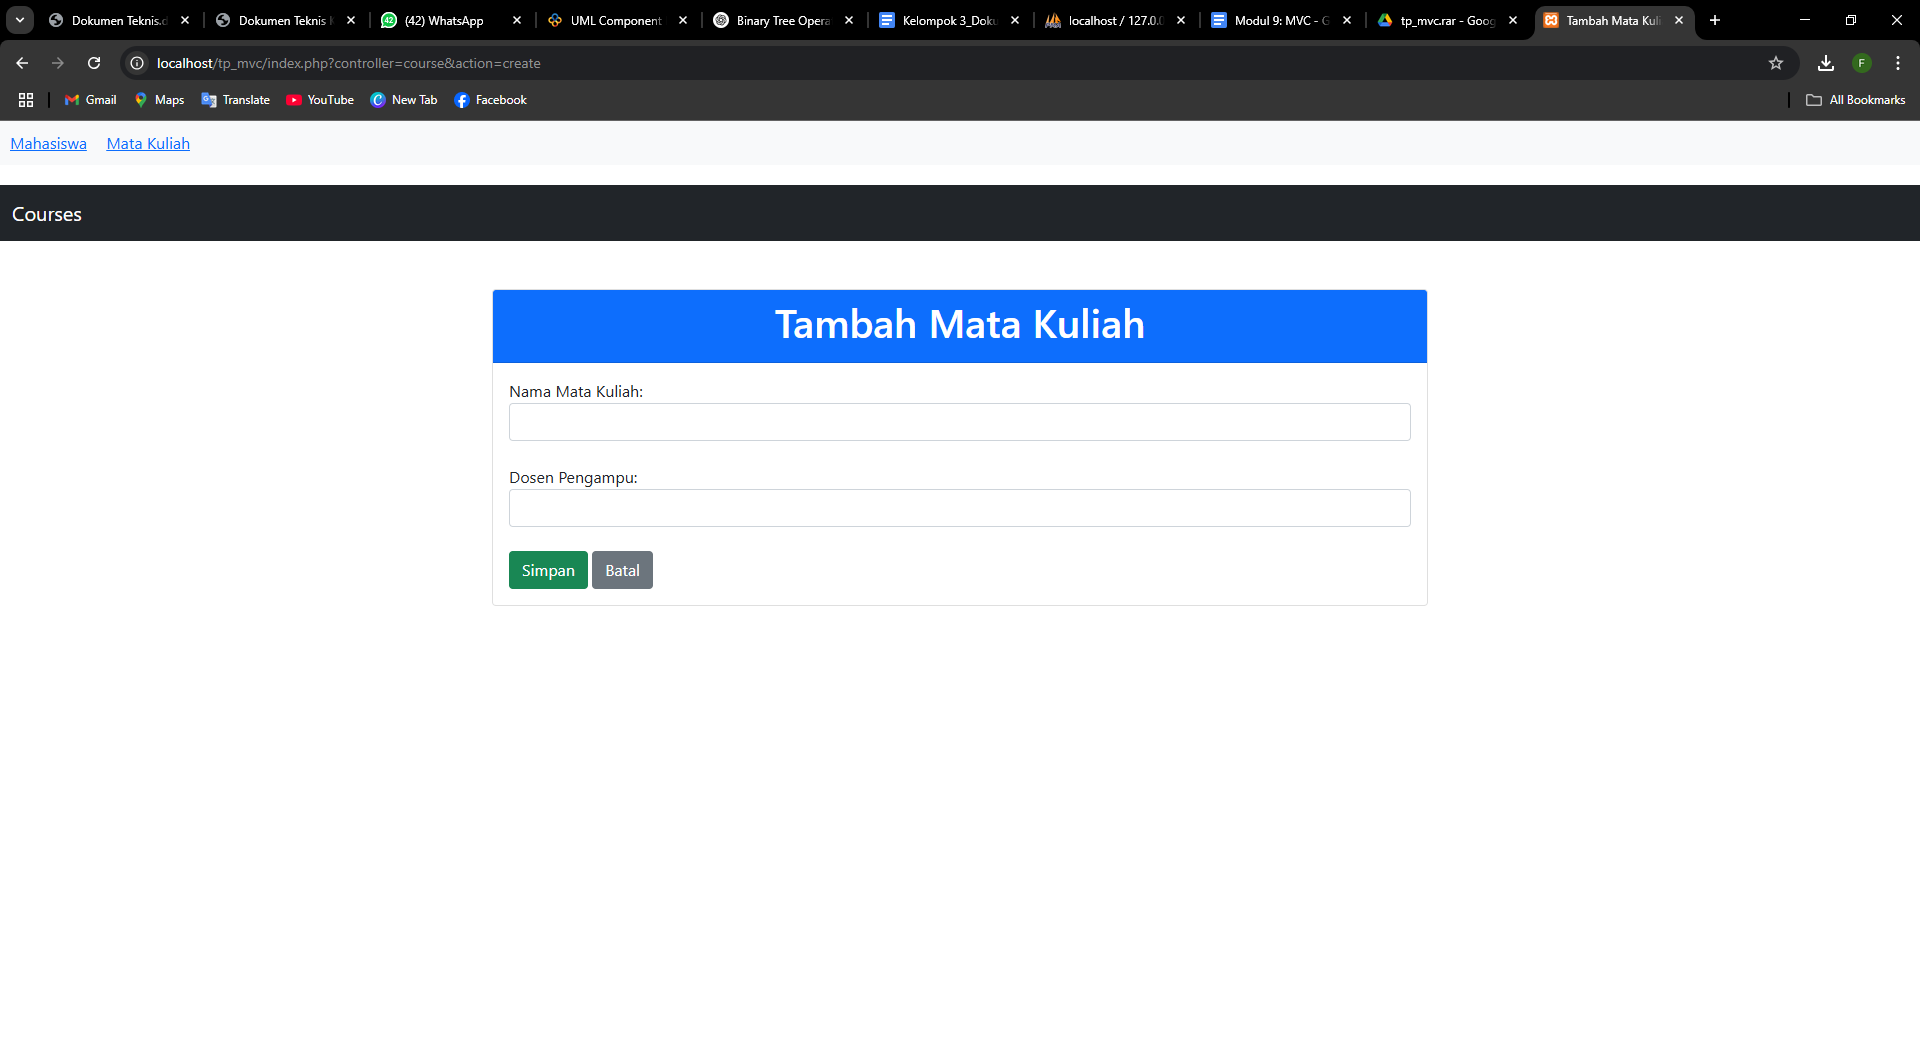 Dokumen Teknis.d
Dokumen Teknis
(42) WhatsApp
UML Component
Binary Tree Opera
Kelompok 3_Doku
localhost / 127.0.0
Modul 9: MVC - G
tp_mvc.rar - Goog
Tambah Mata Kuli
localhost/tp_mvc/index.php?controller=course&action=create
F
Gmail
Maps
Translate
YouTube
New Tab
Facebook
All Bookmarks
Mahasiswa Mata Kuliah
Courses
Tambah Mata Kuliah
Nama Mata Kuliah:
Dosen Pengampu:
Simpan Batal